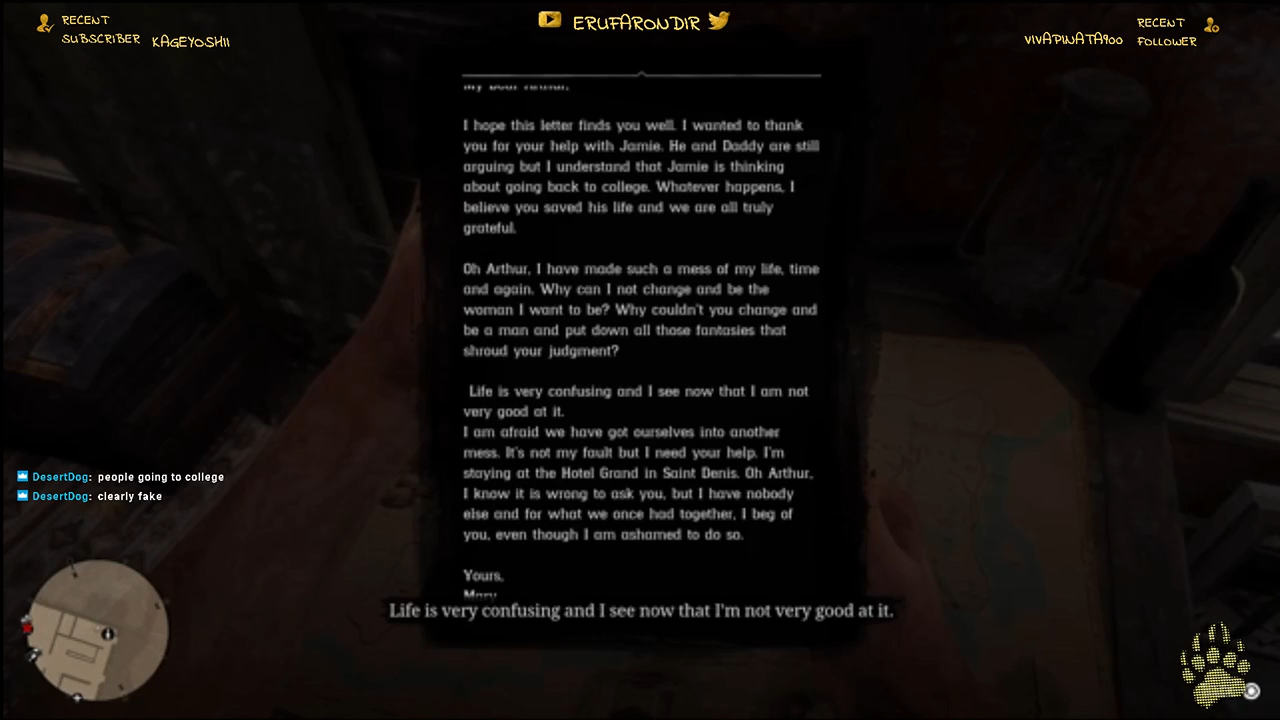 RECENT
SUBSCRIBER KAGEYOSHII
ERUFARONDIR
RECENT
VIVAPINATA900 FOLLOWER
My Dear Arthur,
I hope this letter finds you well. I wanted to thank
you for your help with Jamie. He and Daddy are still
arguing but I understand that Jamie is thinking
about going back to college. Whatever happens, I
believe you saved his life and we are all truly
grateful.
Oh Arthur, I have made such a mess of my life, time
and again. Why can I not change and be the
woman I want to be? Why couldn't you change and
be a man and put down all those fantasies that
shroud your judgment?
Life is very confusing and I see now that I am not
very good at it.
I am afraid we have got ourselves into another
mess. It's not my fault but I need your help. I'm
staying at the Hotel Grand in Saint Denis. Oh Arthur,
I know it is wrong to ask you, but I have nobody
else and for what we once had together, I beg of
you, even though I am ashamed to do so.
Yours,
Mary
Life is very confusing and I see now that I'm not very good at it.
DesertDog: people going to college
DesertDog: clearly fake